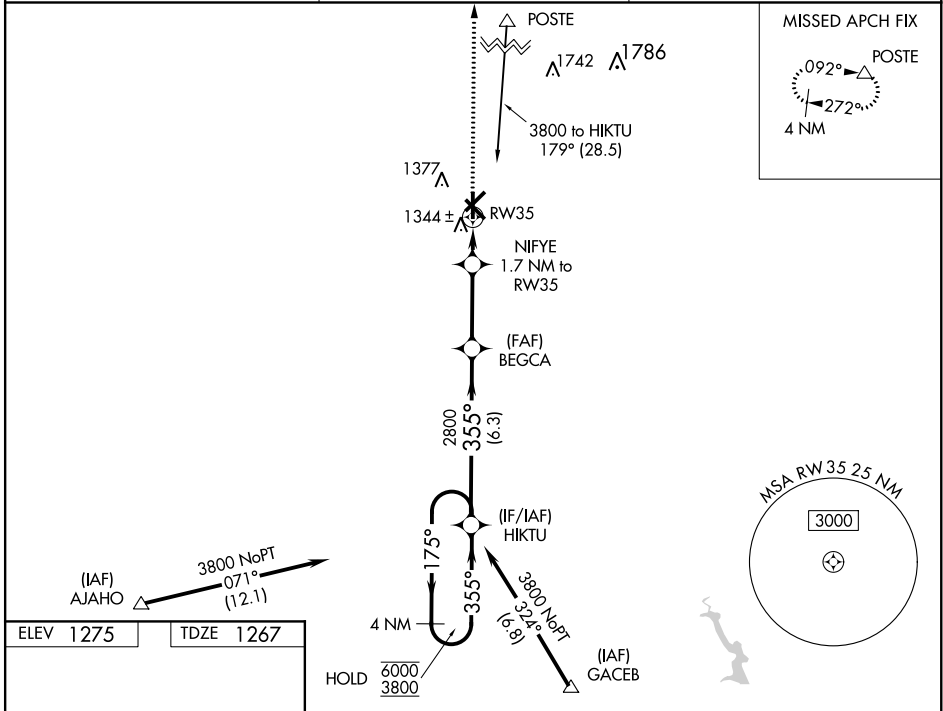 POSTE
1742
1786
3800 to HIKTU
179° (28.5)
MISSED APCH FIX
POSTE
092°
272°
4 NM
1377
1344 ±
RW35
NIFYE
1.7 NM to
RW35
(FAF)
BEGCA
2800
355°
(6.3)
(IF/IAF)
HIKTU
175°
355°
MSA RW 35 25 NM
3000
(IAF)
AJAHO
3800 NoPT
071°
(12.1)
3800 NoPT
324°
(6.8)
(IAF)
GACEB
4 NM
HOLD
6000
3800
ELEV 1275
TDZE 1267